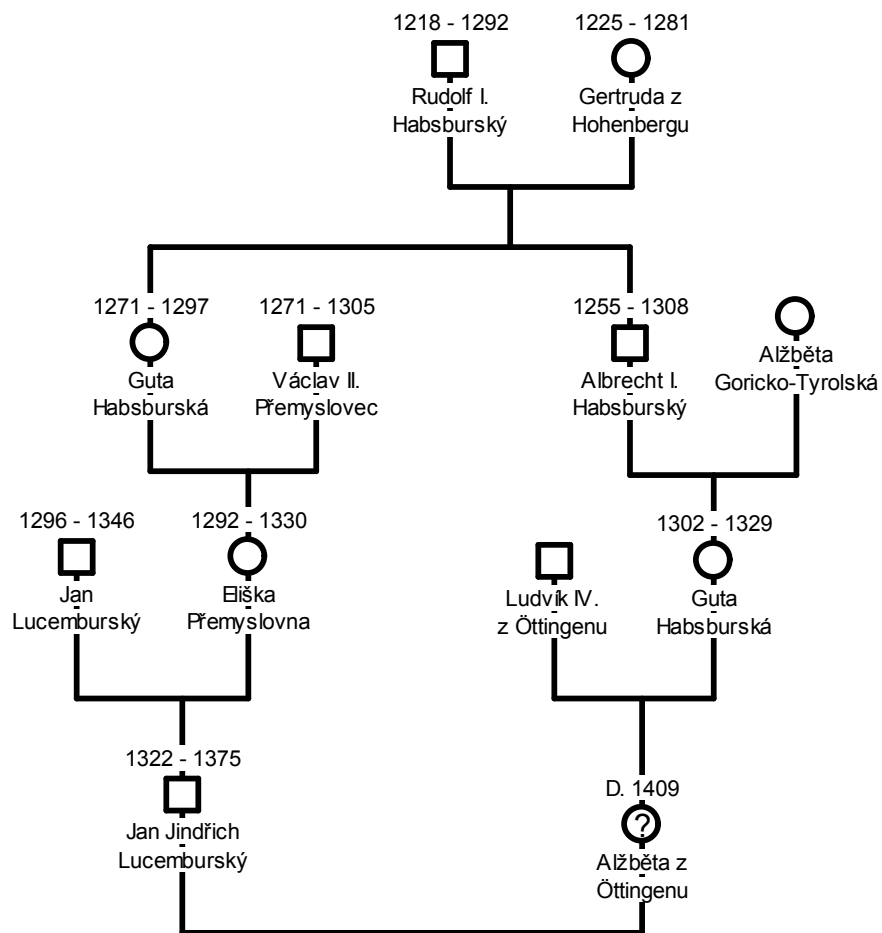 1218 - 1292
Rudolf I.
Habsburský
1225 - 1281
Gertruda z
Hohenbergu
1271 - 1297
Guta
Habsburská
1271 - 1305
Václav II.
Přemyslovec
1255 - 1308
Albrecht I.
Habsburský
Alžběta
Goricko-Tyrolská
1296 - 1346
Jan
Lucemburský
1292 - 1330
Eliška
Přemyslovna
Ludvík IV.
z Öttingenu
1302 - 1329
Guta
Habsburská
1322 - 1375
Jan Jindřich
Lucemburský
D. 1409
?
Alžběta z
Öttingenu